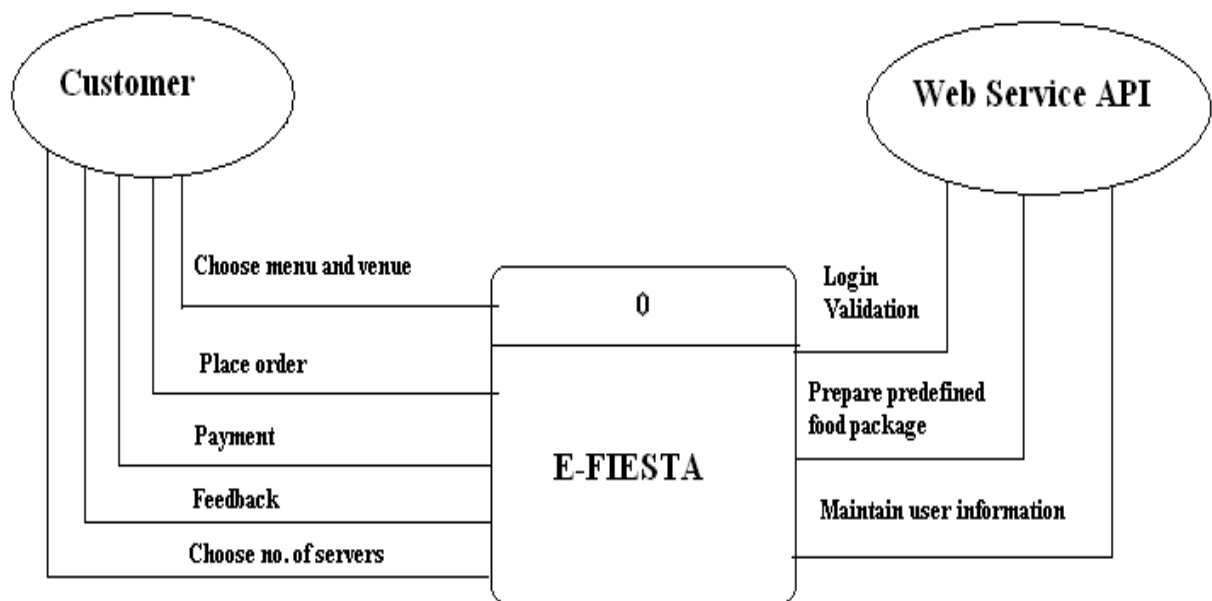 Customer
Web Service API
Choose menu and venue
Place order
Payment
Feedback
Choose no. of servers
0
E-FIESTA
Login
Validation
Prepare predefined
food package
Maintain user information